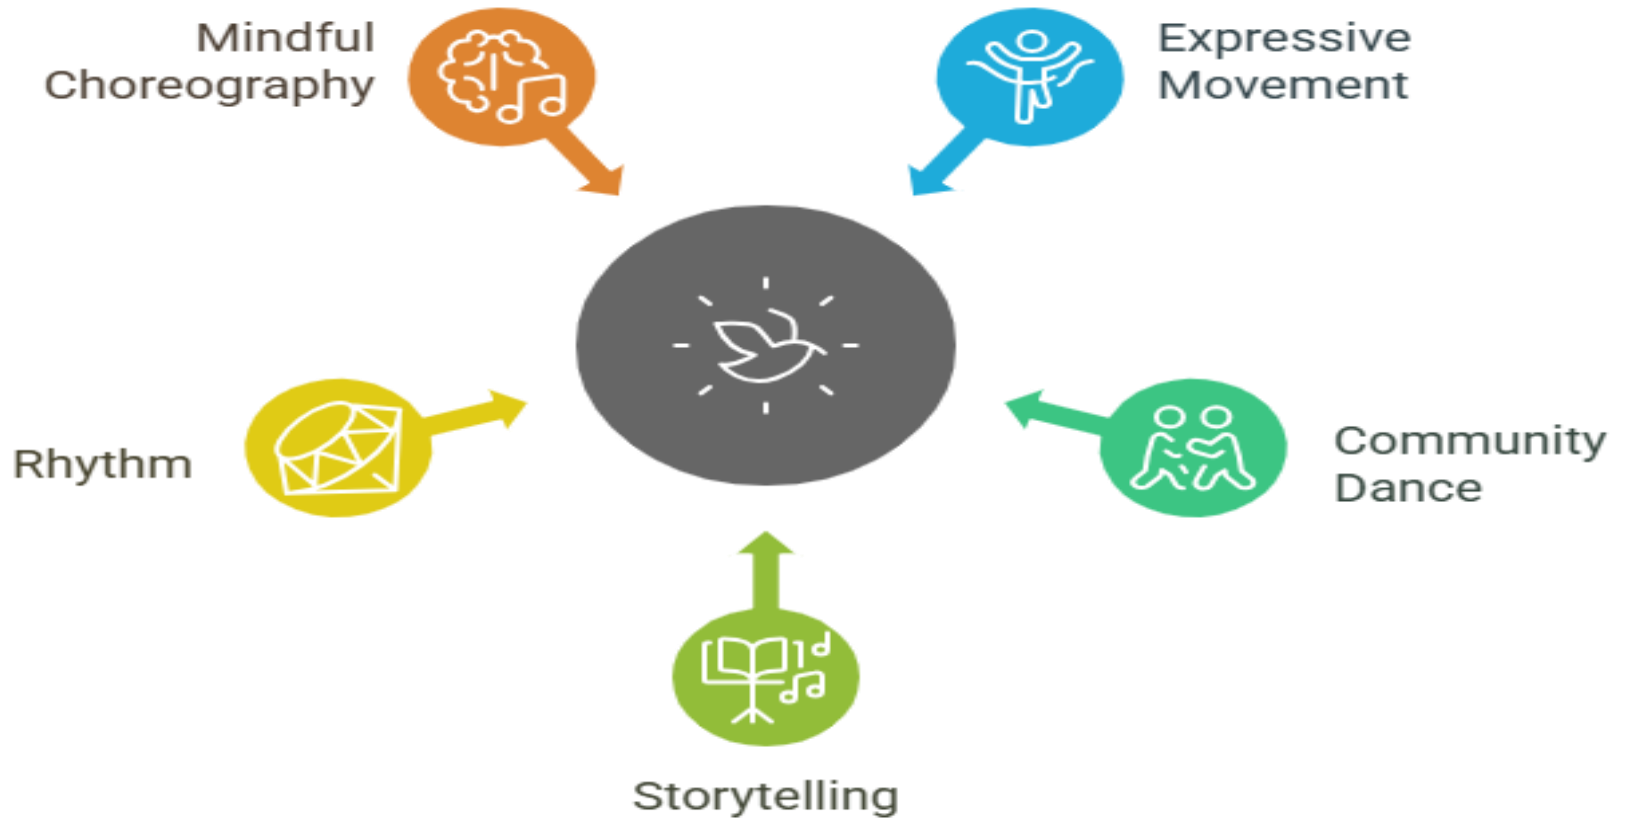 Mindful
Choreography
Expressive
Movement
Rhythm
Community
Dance
Storytelling